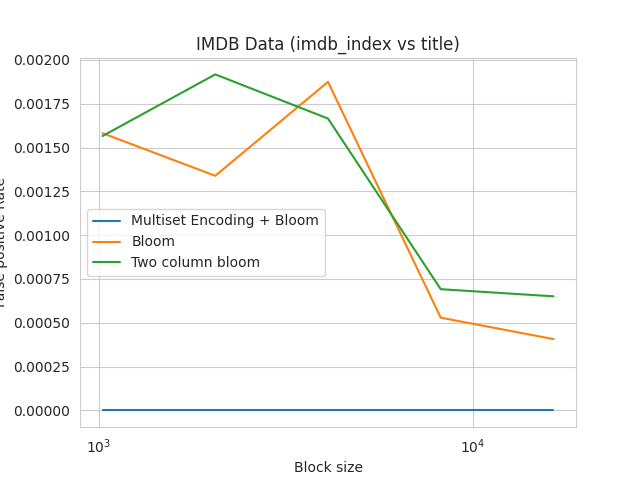 IMDB Data (imdb_index vs title)
0.00200
0.00175
0.00150
0.00125
0.00100
0.00075
0.00050
0.00025
0.00000
positive
Multiset Encoding + Bloom
Bloom
Two column bloom
10³
10⁴
Block size